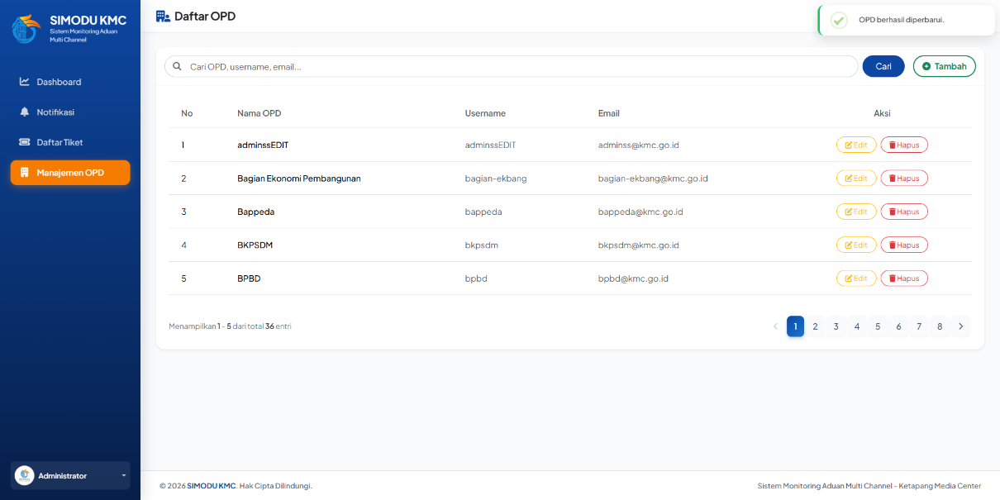 SIMODU KMC
Sistem Monitoring Aduan
Multi Channel
Dashboard
Notifikasi
Daftar Tiket
Manajemen OPD
Administrator
Daftar OPD
OPD berhasil diperbarui.
Cari OPD, username, email...
Cari
Tambah
No Nama OPD Username Email Aksi
1 adminssEDIT adminssEDIT adminss@kmc.go.id Edit Hapus
2 Bagian Ekonomi Pembangunan bagian-ekbang bagian-ekbang@kmc.go.id Edit Hapus
3 Bappeda bappeda bappeda@kmc.go.id Edit Hapus
4 BKPSDM bkpsdm bkpsdm@kmc.go.id Edit Hapus
5 BPBD bpbd bpbd@kmc.go.id Edit Hapus
Menampilkan 1 - 5 dari total 36 entri
1 2 3 4 5 6 7 8
© 2026 SIMODU KMC. Hak Cipta Dilindungi.
Sistem Monitoring Aduan Multi Channel - Ketapang Media Center